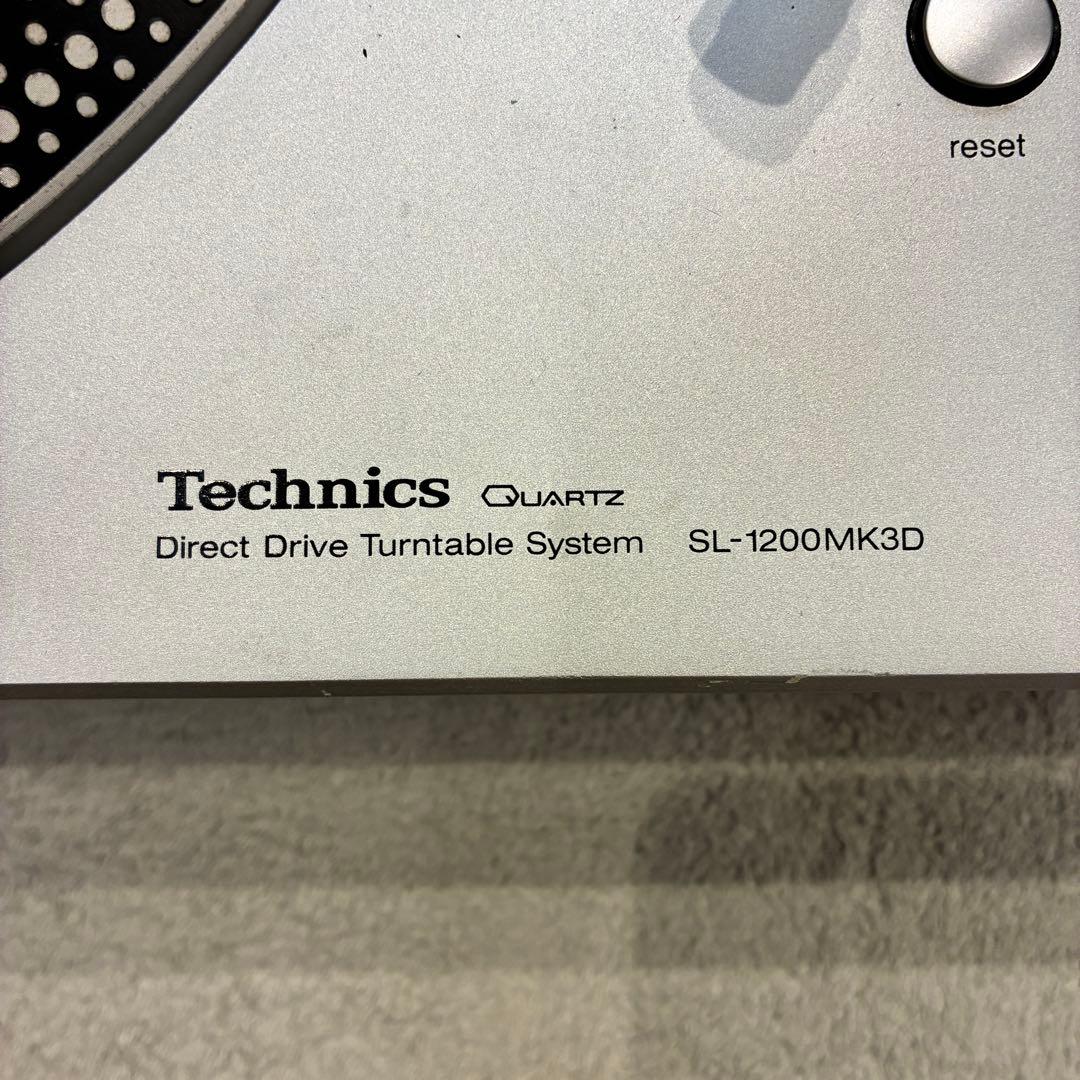 reset
Technics QUARTZ
Direct Drive Turntable System SL-1200MK3D